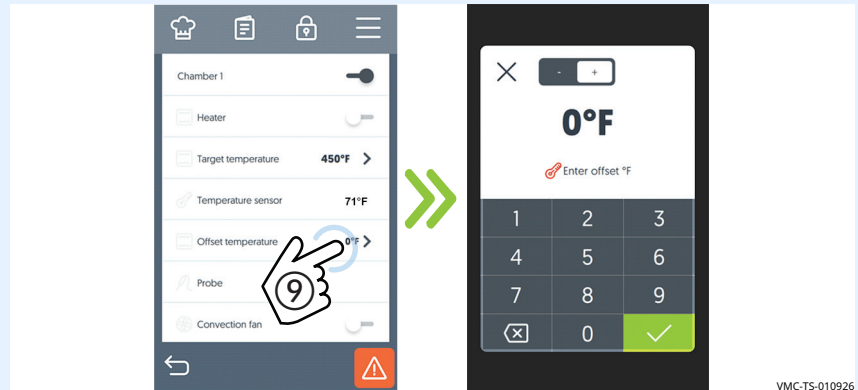 Chamber 1
Heater
Target temperature 450°F
Temperature sensor 71°F
Offset temperature 0°F
Probe
9
Convection fan
- +
0°F
Enter offset °F
1 2 3
4 5 6
7 8 9
0
VMC-TS-010926